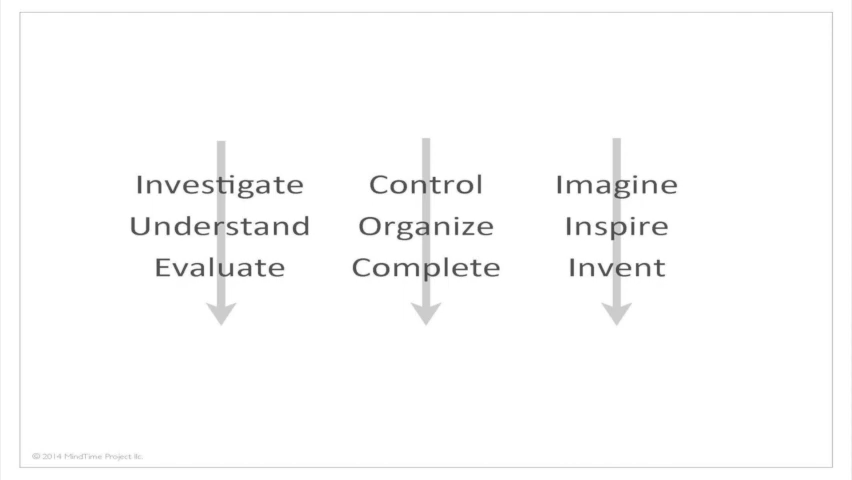 Investigate
Understand
Evaluate
Control
Organize
Complete
Imagine
Inspire
Invent
© 2014 MindTime Project llc.